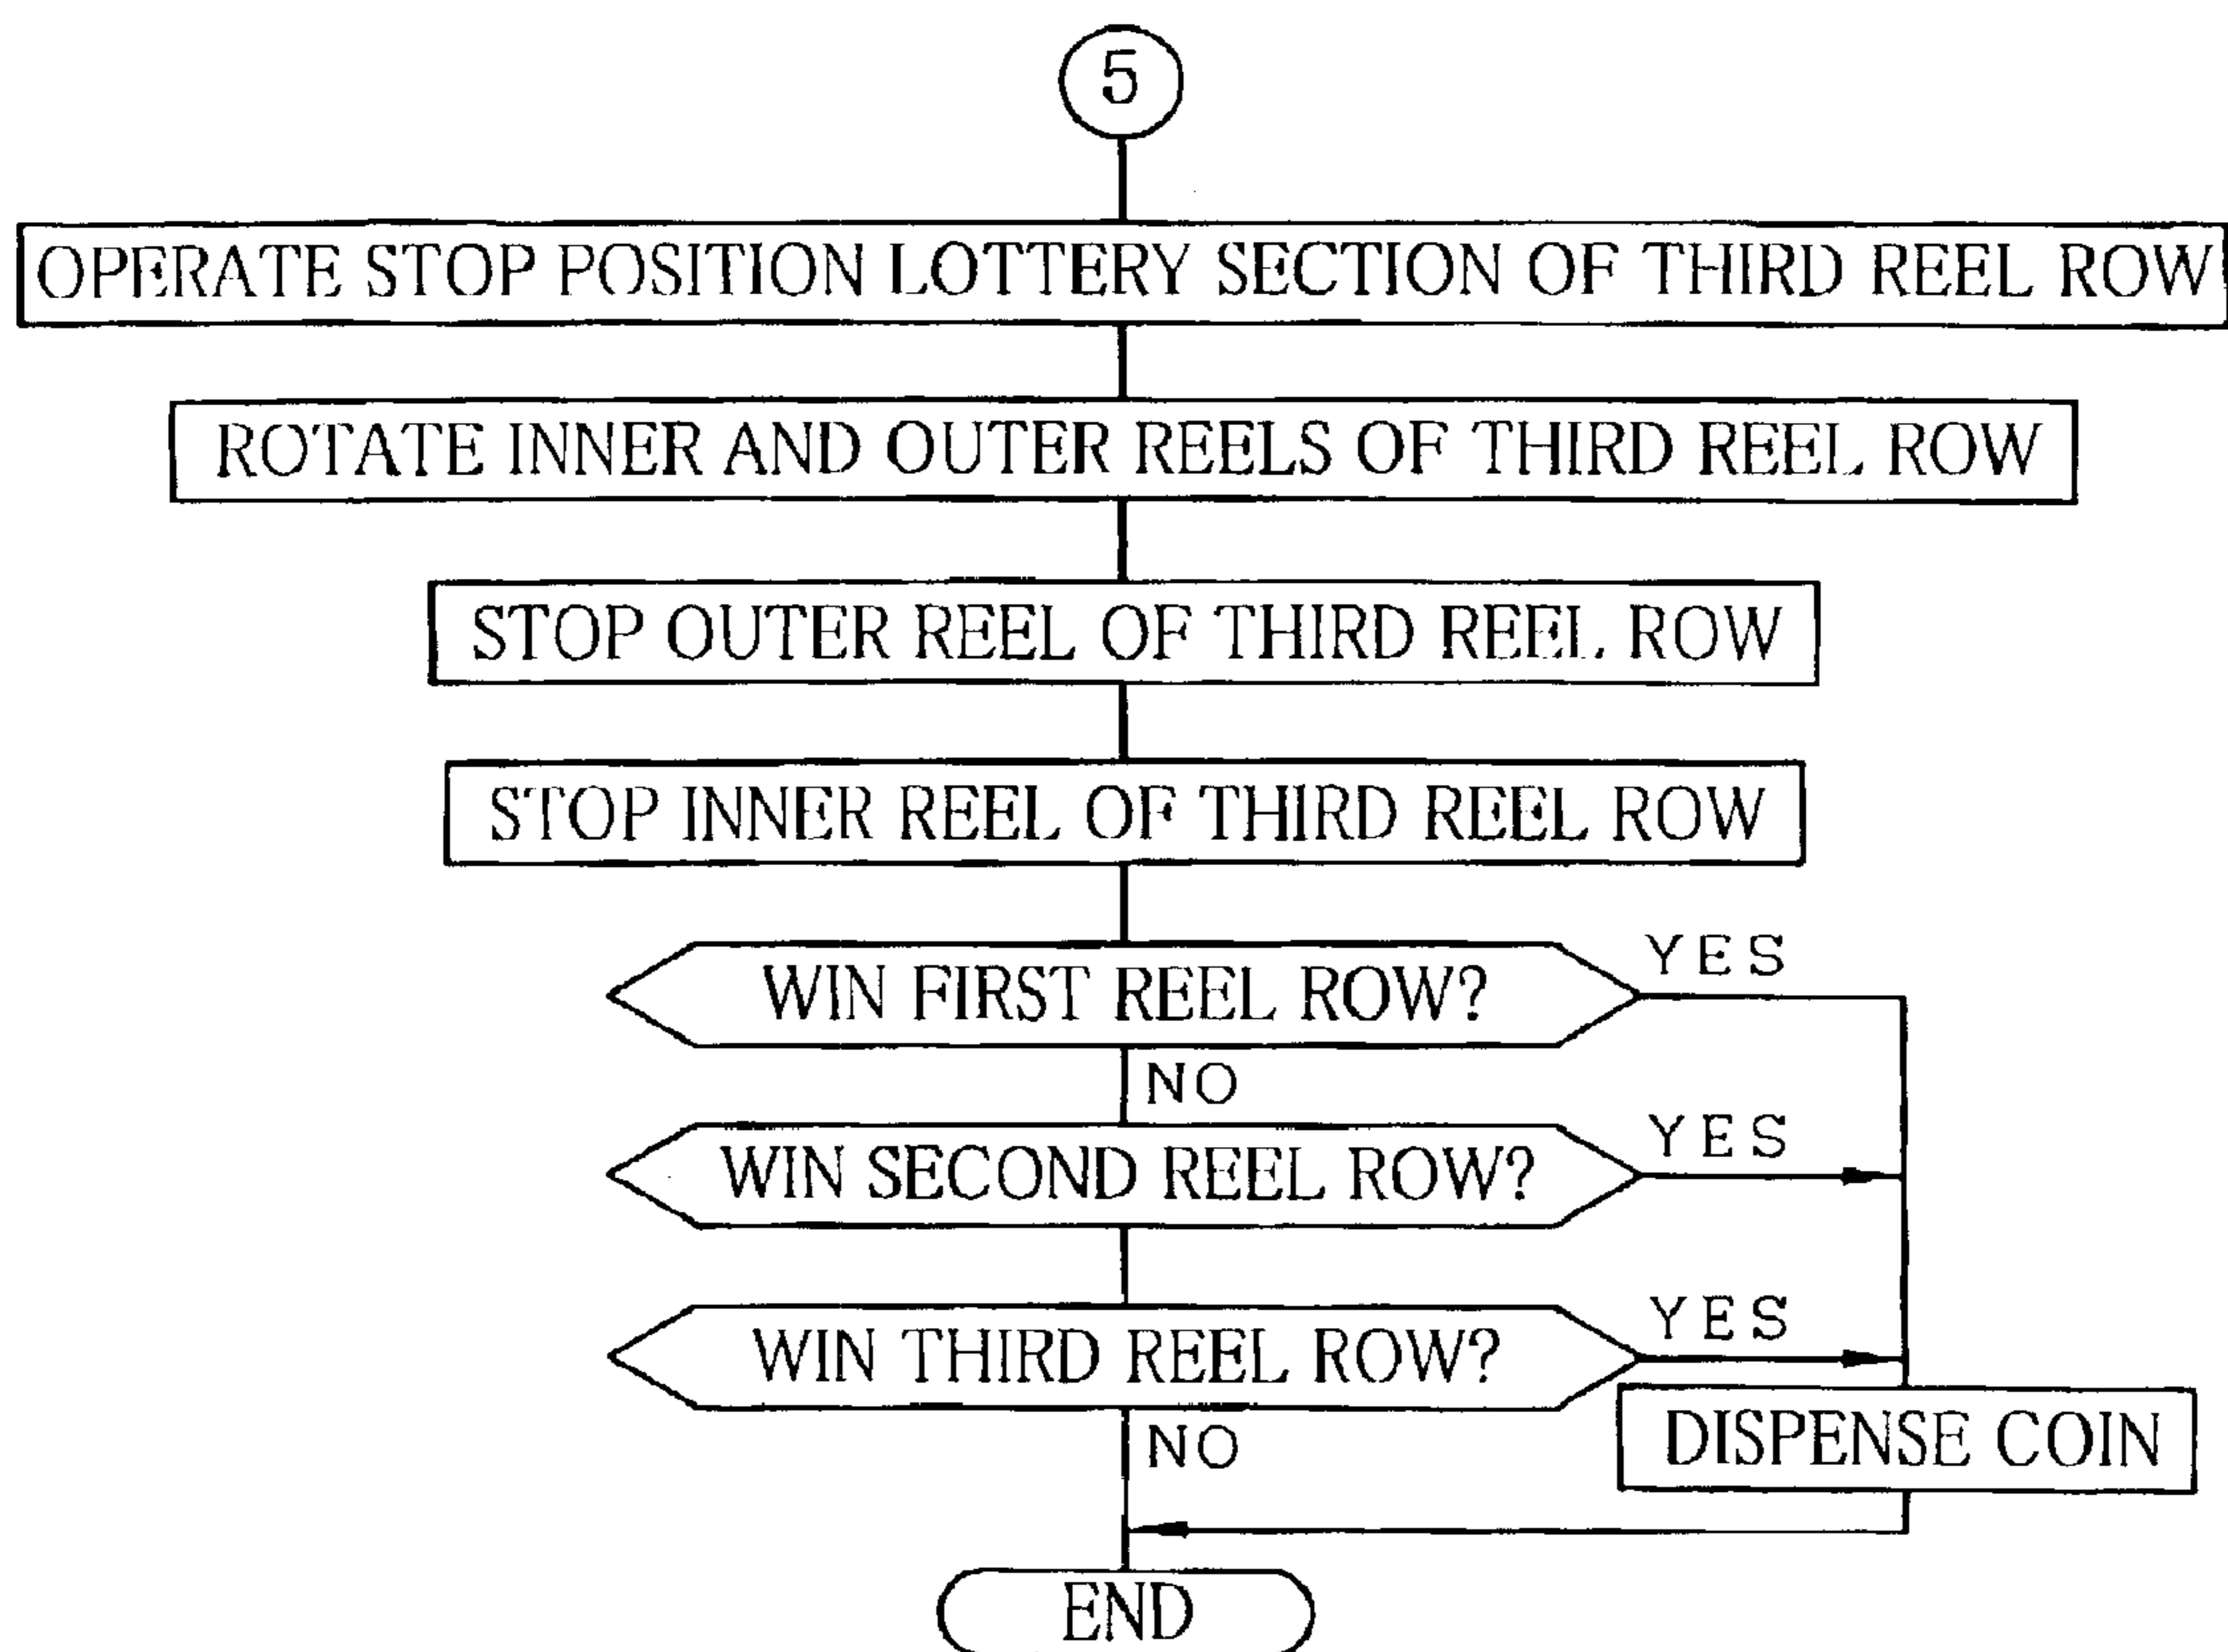 5
OPERATE STOP POSITION LOTTERY SECTION OF THIRD REEL ROW
ROTATE INNER AND OUTER REELS OF THIRD REEL ROW
STOP OUTER REEL OF THIRD REEL ROW
STOP INNER REEL OF THIRD REEL ROW
WIN FIRST REEL ROW?
YES
NO
WIN SECOND REEL ROW?
YES
WIN THIRD REEL ROW?
YES
NO
DISPENSE COIN
END